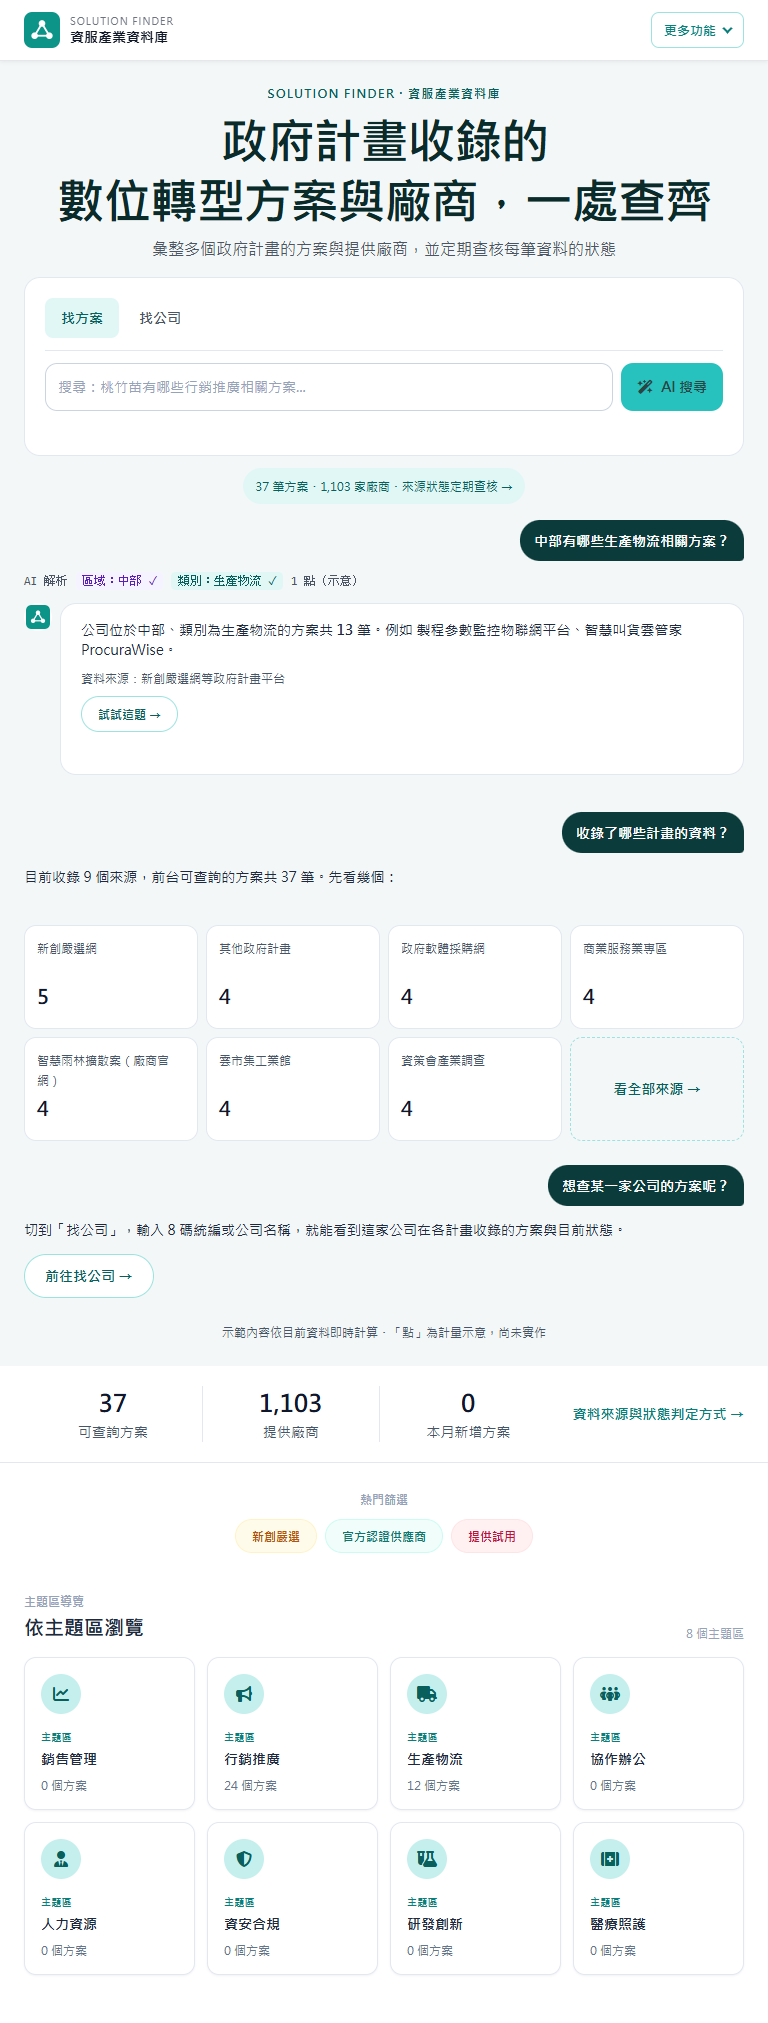 SOLUTION FINDER
資服產業資料庫
更多功能
SOLUTION FINDER · 資服產業資料庫
政府計畫收錄的
數位轉型方案與廠商，一處查齊
彙整多個政府計畫的方案與提供廠商，並定期查核每筆資料的狀態
找方案
找公司
搜尋：桃竹苗有哪些行銷推廣相關方案...
AI 搜尋
37 筆方案 · 1,103 家廠商 · 來源狀態定期查核 →
中部有哪些生產物流相關方案？
AI 解析 區域：中部 ✓ 類別：生產物流 ✓ 1 點（示意）
公司位於中部、類別為生產物流的方案共 13 筆。例如 製程參數監控物聯網平台、智慧叫貨雲管家
ProcuraWise。
資料來源：新創嚴選網等政府計畫平台
試試這題 →
收錄了哪些計畫的資料？
目前收錄 9 個來源，前台可查詢的方案共 37 筆。先看幾個：
新創嚴選網
5
其他政府計畫
4
政府軟體採購網
4
商業服務業專區
4
智慧雨林擴散案（廠商官
網）
4
雲市集工業館
4
資策會產業調查
4
看全部來源 →
想查某一家公司的方案呢？
切到「找公司」，輸入 8 碼統編或公司名稱，就能看到這家公司在各計畫收錄的方案與目前狀態。
前往找公司 →
示範內容依目前資料即時計算 ·「點」為計量示意，尚未實作
37
可查詢方案
1,103
提供廠商
0
本月新增方案
資料來源與狀態判定方式 →
熱門篩選
新創嚴選
官方認證供應商
提供試用
主題區導覽
依主題區瀏覽
8 個主題區
主題區
銷售管理
0 個方案
主題區
行銷推廣
24 個方案
主題區
生產物流
12 個方案
主題區
協作辦公
0 個方案
主題區
人力資源
0 個方案
主題區
資安合規
0 個方案
主題區
研發創新
0 個方案
主題區
醫療照護
0 個方案